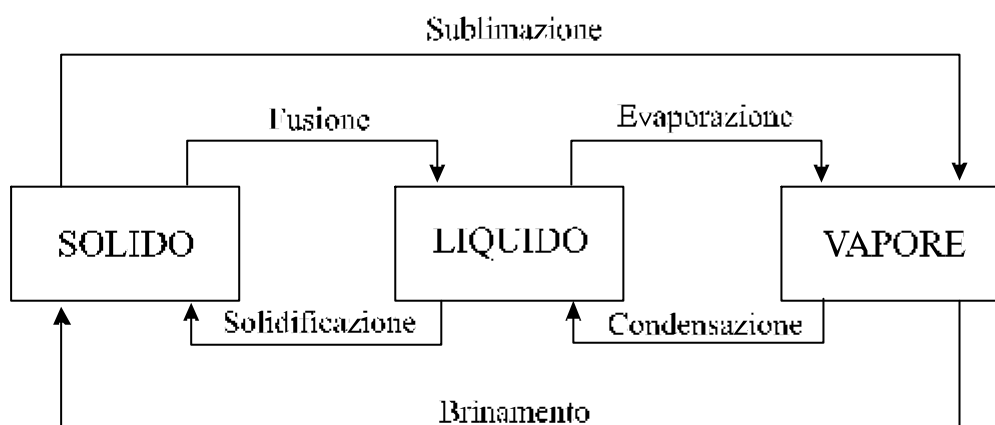 Sublimazione
Fusione
Evaporazione
SOLIDO
LIQUIDO
VAPORE
Solidificazione
Condensazione
Brinamento